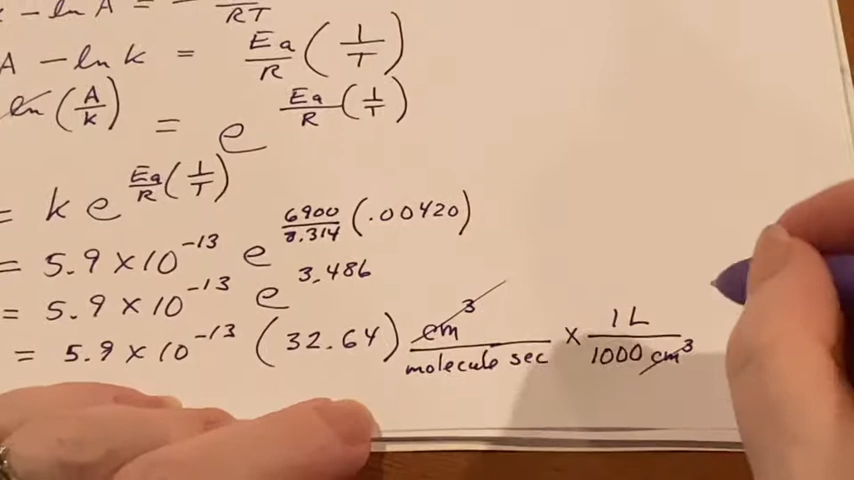 - ln A = RT
A - ln k = Ea/R (1/T)
ln (A/k) = e^(Ea/R (1/T))
= k e^(Ea/R (1/T))
= 5.9 × 10^-13 e^(6900/8.314 (.00420))
= 5.9 × 10^-13 e^3.486
= 5.9 × 10^-13 (32.64) cm^3/molecule sec × 1 L/1000 cm^3